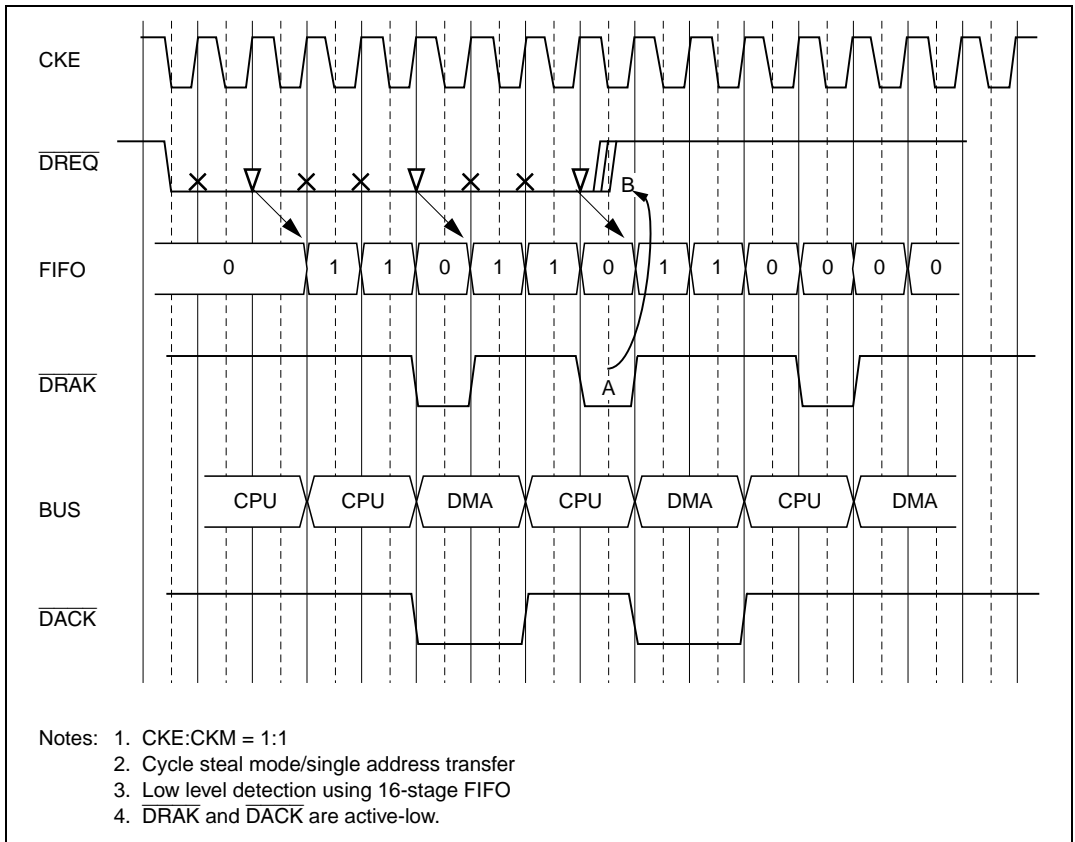 CKE
DREQ
B
FIFO
0 1 1 0 1 1 0 1 1 0 0 0 0
DRAK
A
BUS
CPU CPU DMA CPU DMA CPU DMA
DACK
Notes: 1. CKE:CKM = 1:1
2. Cycle steal mode/single address transfer
3. Low level detection using 16-stage FIFO
4. DRAK and DACK are active-low.